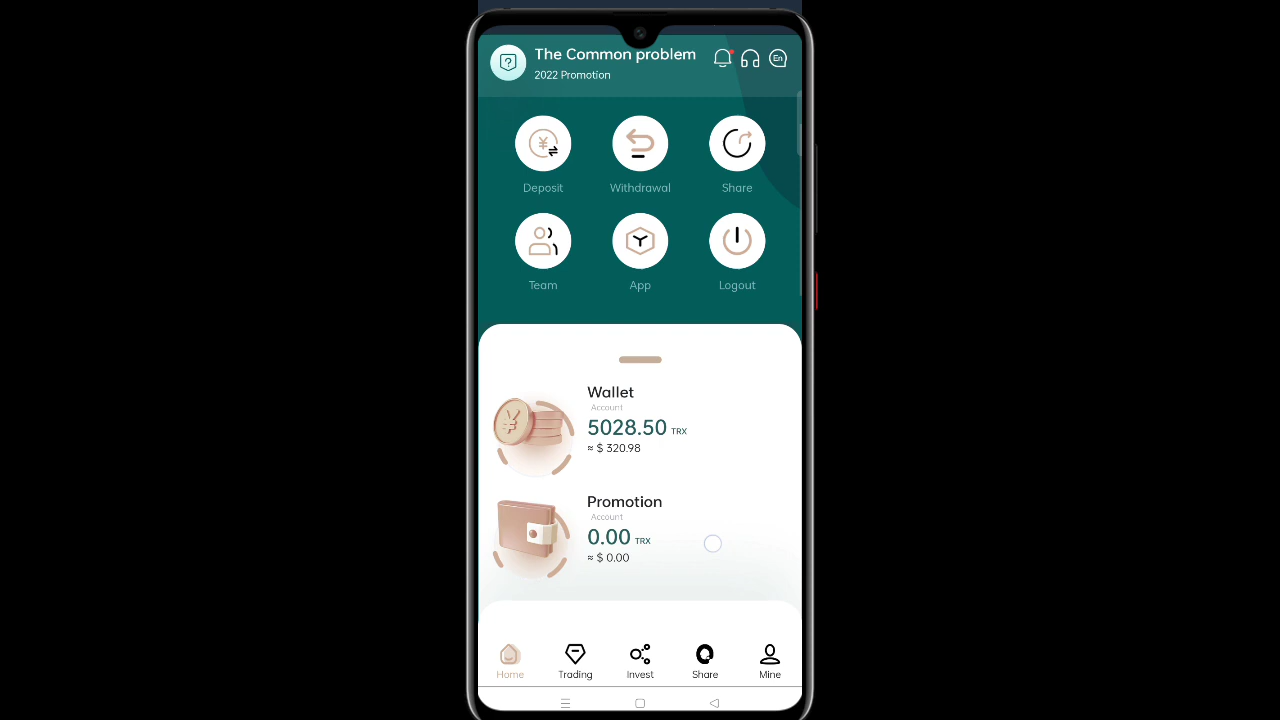 The Common problem
2022 Promotion
En
Deposit
Withdrawal
Share
Team
App
Logout
Wallet
Account
5028.50 TRX
≈ $ 320.98
Promotion
Account
0.00 TRX
≈ $ 0.00
Home
Trading
Invest
Share
Mine